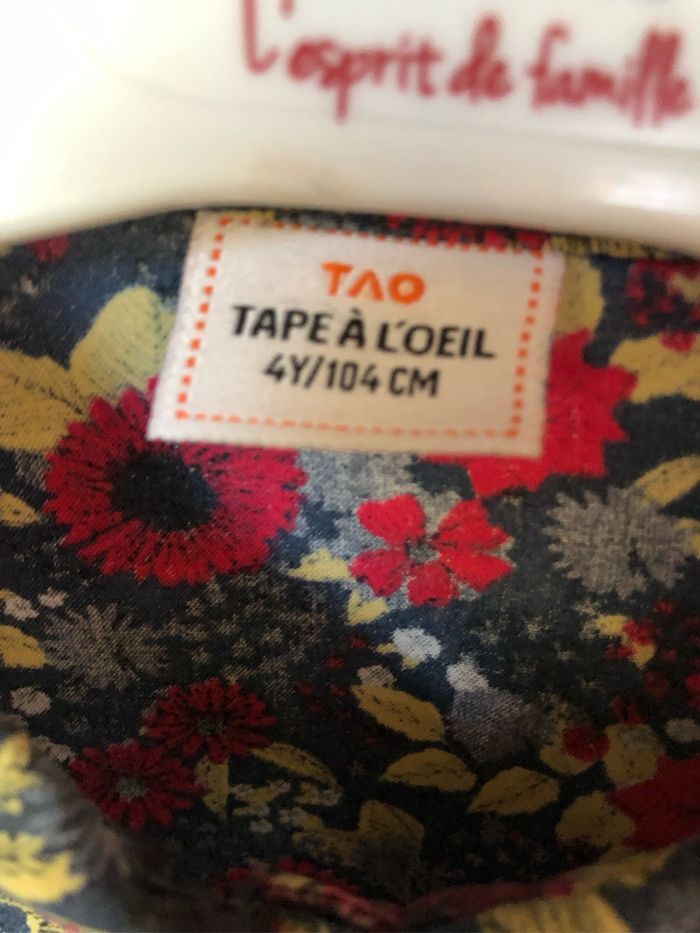 l'esprit de famille
TAO
TAPE À L'OEIL
4Y/104 CM